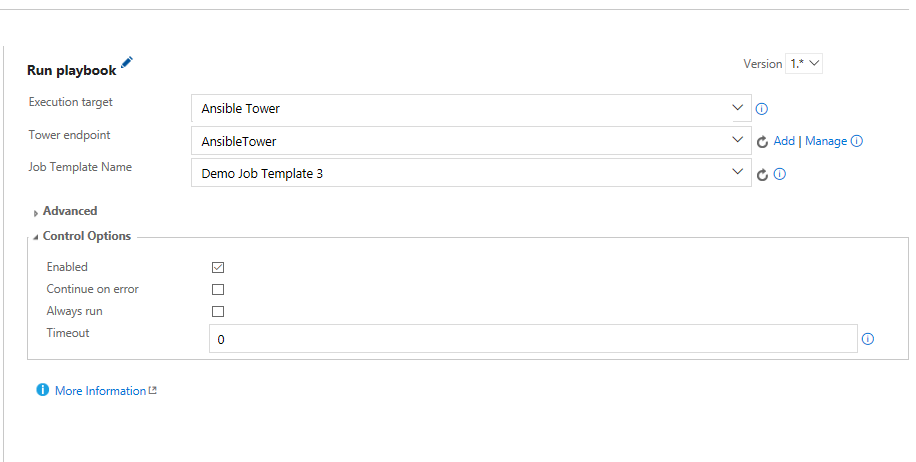 Run playbook
Version 1.*
Execution target Ansible Tower
Tower endpoint AnsibleTower Add | Manage
Job Template Name Demo Job Template 3
Advanced
Control Options
Enabled
Continue on error
Always run
Timeout 0
More Information